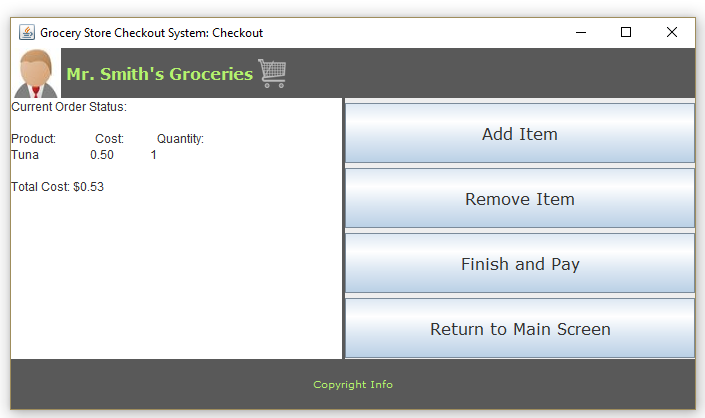 Grocery Store Checkout System: Checkout
Mr. Smith's Groceries
Current Order Status:
Product: Cost: Quantity:
Tuna 0.50 1
Total Cost: $0.53
Add Item
Remove Item
Finish and Pay
Return to Main Screen
Copyright Info